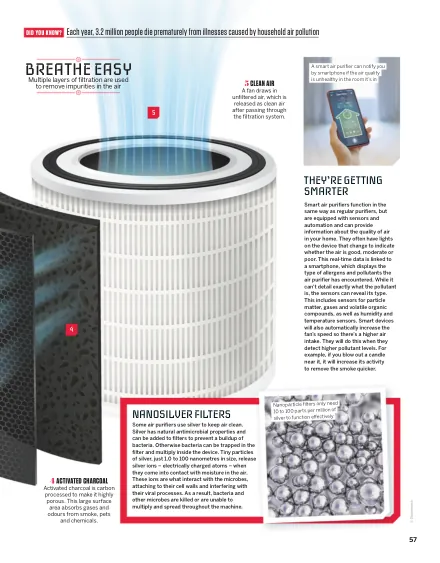 DID YOU KNOW? Each year, 3.2 million people die prematurely from illnesses caused by household air pollution
BREATHE EASY
Multiple layers of filtration are used
to remove impurities in the air
5 CLEAN AIR
A fan draws in
unfiltered air, which is
released as clean air
after passing through
the filtration system.
5
A smart air purifier can notify you
by smartphone if the air quality
is unhealthy in the room it's in
THEY'RE GETTING
SMARTER
Smart air purifiers function in the
same way as regular purifiers, but
are equipped with sensors and
automation and can provide
information about the quality of air
in your home. They often have lights
on the device that change to indicate
whether the air is good, moderate or
poor. This real-time data is linked to
a smartphone, which displays the
type of allergens and pollutants the
air purifier has encountered. While it
can't detail exactly what the pollutant
is, the sensors can reveal its type.
This includes sensors for particle
matter, gases and volatile organic
compounds, as well as humidity and
temperature sensors. Smart devices
will also automatically increase the
fan's speed so there's a higher air
intake. They will do this when they
detect higher pollutant levels. For
example, if you blow out a candle
near it, it will increase its activity
to remove the smoke quicker.
4
4 ACTIVATED CHARCOAL
Activated charcoal is carbon
processed to make it highly
porous. This large surface
area absorbs gases and
odours from smoke, pets
and chemicals.
NANOSILVER FILTERS
Some air purifiers use silver to keep air clean.
Silver has natural antimicrobial properties and
can be added to filters to prevent a buildup of
bacteria. Otherwise bacteria can be trapped in the
filter and multiply inside the device. Tiny particles
of silver, just 1.0 to 100 nanometres in size, release
silver ions – electrically charged atoms – when
they come into contact with moisture in the air.
These ions are what interact with the microbes,
attaching to their cell walls and interfering with
their viral processes. As a result, bacteria and
other microbes are killed or are unable to
multiply and spread throughout the machine.
Nanoparticle filters only need
10 to 100 parts per million of
silver to function effectively
57